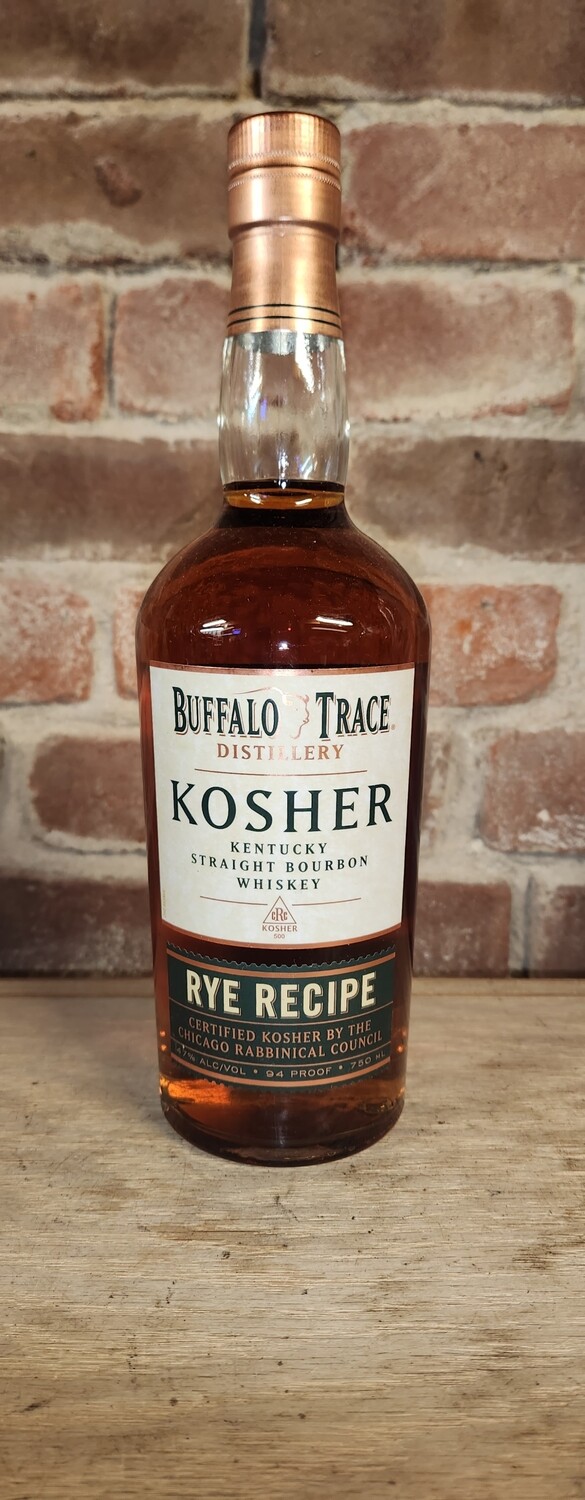 BUFFALO TRACE
DISTILLERY
KOSHER
KENTUCKY
STRAIGHT BOURBON
WHISKEY
cRc
KOSHER
500
RYE RECIPE
CERTIFIED KOSHER BY THE
CHICAGO RABBINICAL COUNCIL
47% ALC/VOL • 94 PROOF • 750 ML